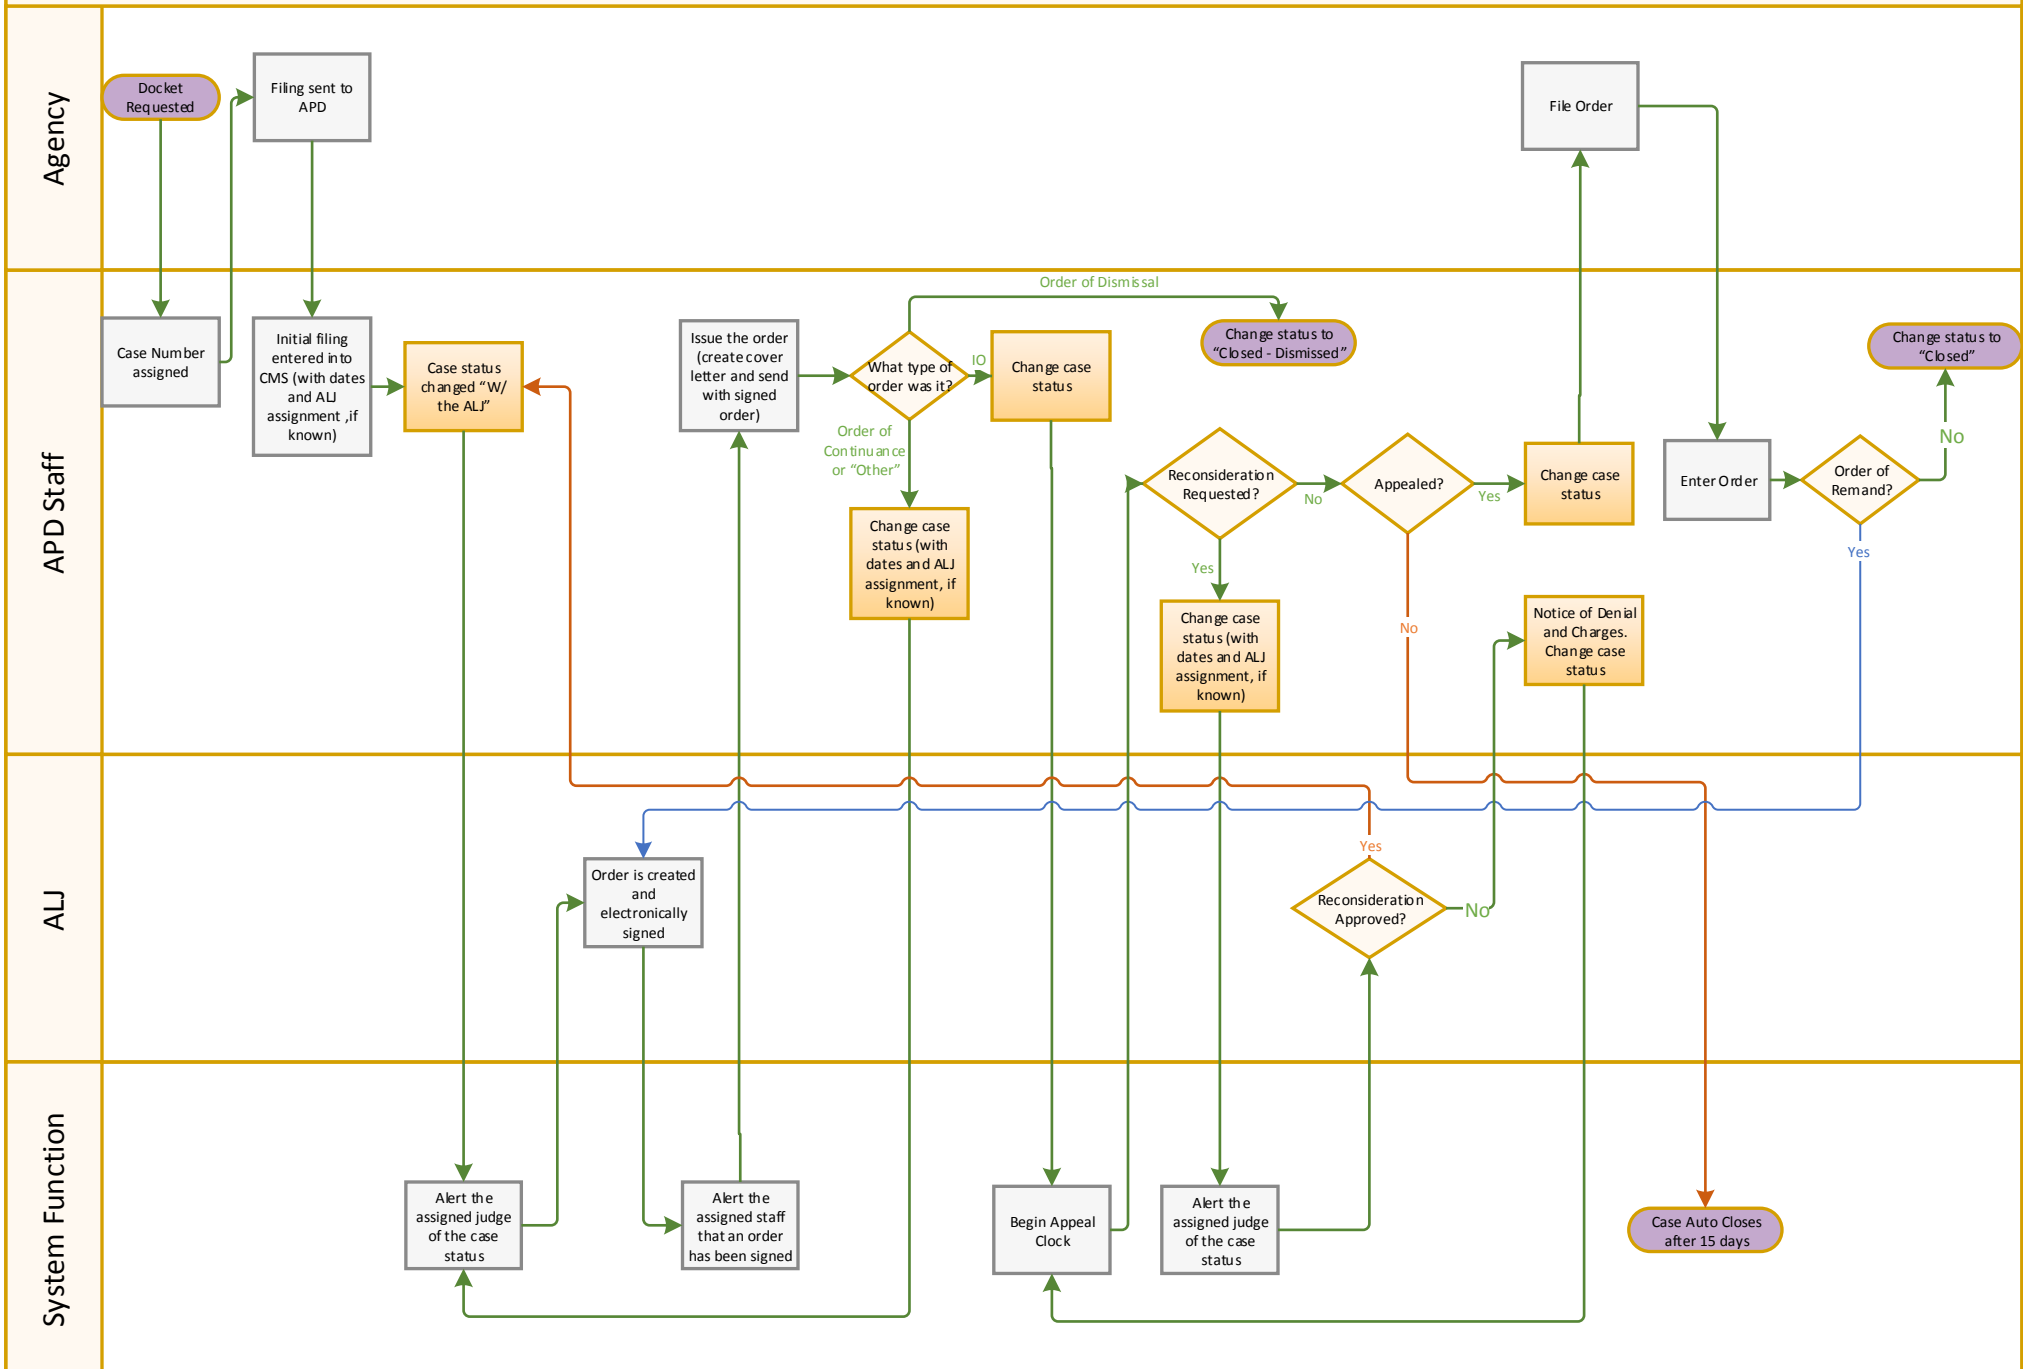 Agency
Docket
Requested
Filing sent to
APD
File Order
APD Staff
Case Number
assigned
Initial filing
entered into
CMS (with dates
and ALJ
assignment ,if
known)
Case status
changed “W/
the ALJ”
Issue the order
(create cover
letter and send
with signed
order)
What type of
order was it?
Order of Dismissal
IO
Order of
Continuance
or “Other”
Change case
status
Change status to
“Closed - Dismissed”
Change case
status (with
dates and ALJ
assignment, if
known)
Reconsideration
Requested?
No
Yes
Appealed?
Yes
No
Change case
status
Change case
status (with
dates and ALJ
assignment, if
known)
Notice of Denial
and Charges.
Change case
status
Enter Order
Order of
Remand?
No
Yes
Change status to
“Closed”
ALJ
Order is created
and
electronically
signed
Yes
Reconsideration
Approved?
No
System Function
Alert the
assigned judge
of the case
status
Alert the
assigned staff
that an order
has been signed
Begin Appeal
Clock
Alert the
assigned judge
of the case
status
Case Auto Closes
after 15 days